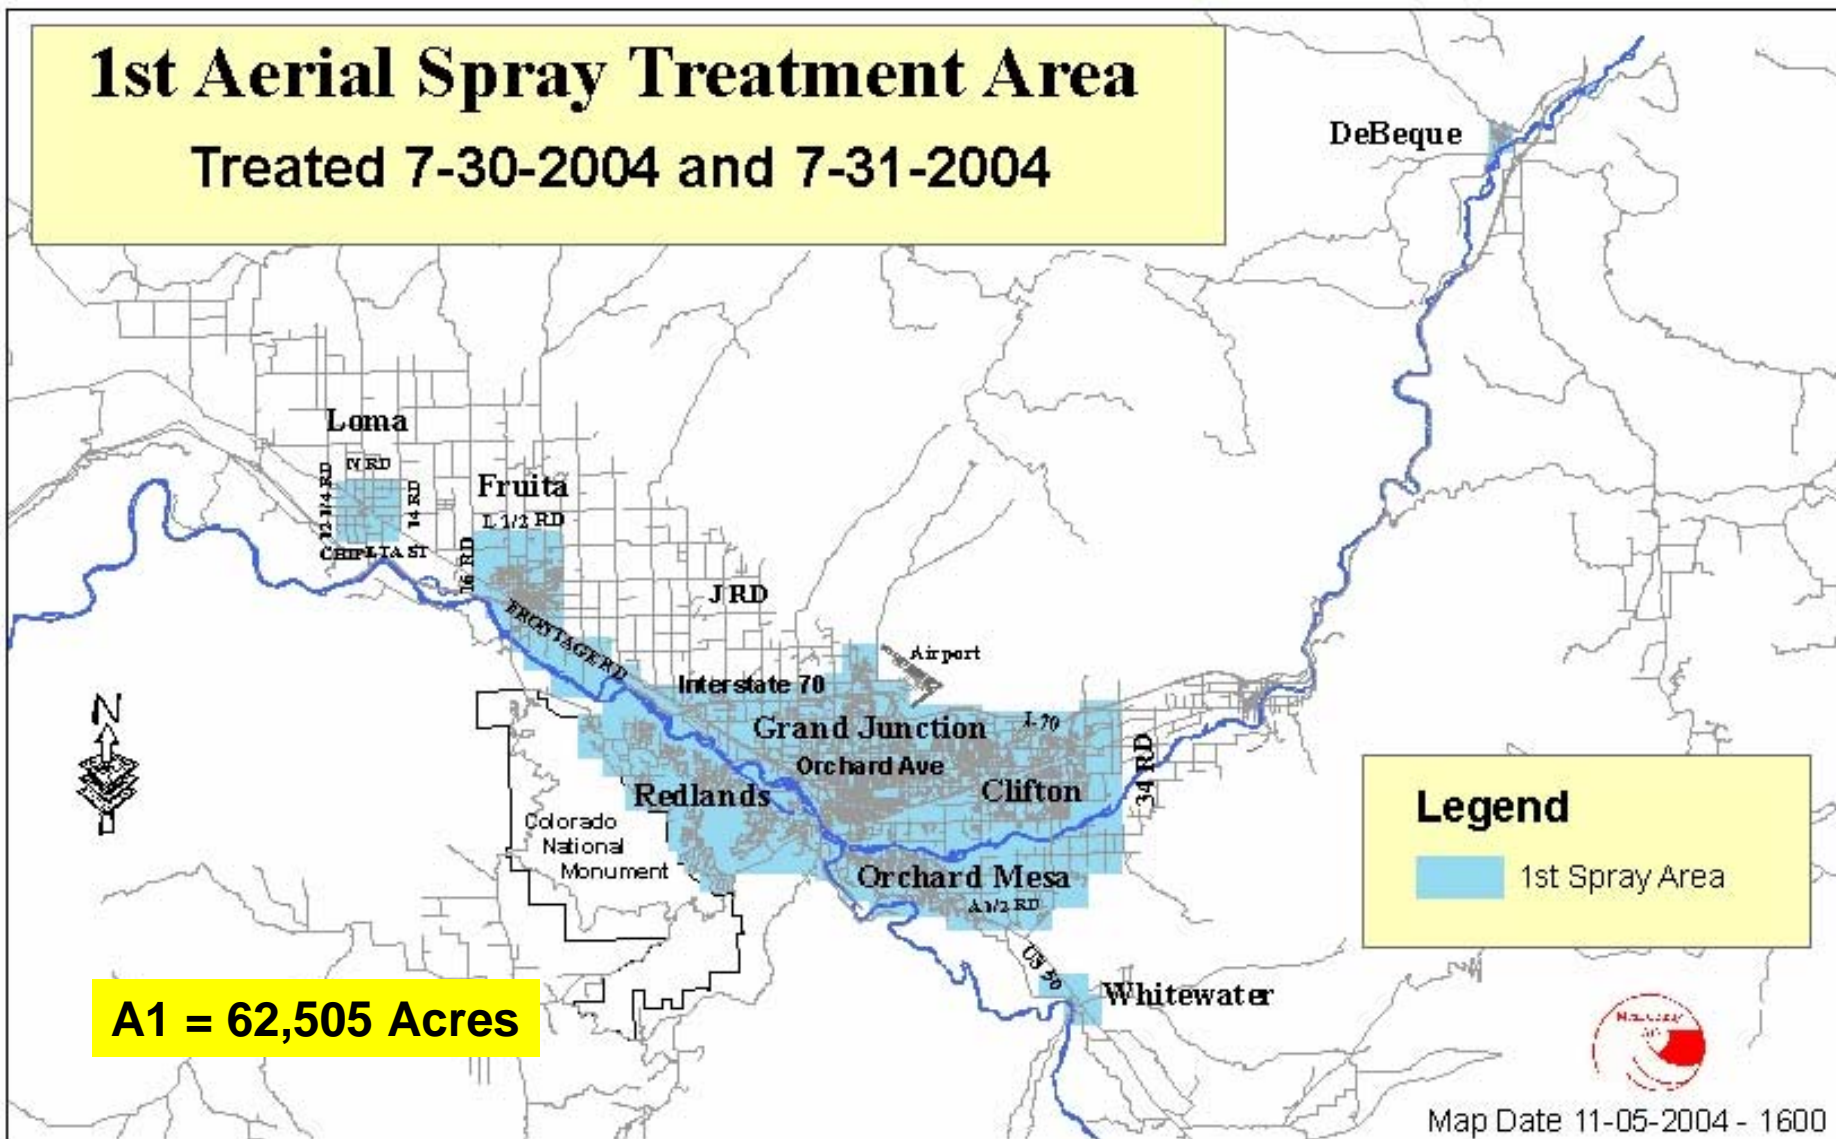 1st Aerial Spray Treatment Area
Treated 7-30-2004 and 7-31-2004
DeBeque
Loma
N RD
12 1/4 RD
14 RD
Fruita
L 1/2 RD
16 RD
J RD
FRONTAGE RD
Airport
Interstate 70
Grand Junction
I-70
Orchard Ave
34 RD
Clifton
Redlands
Colorado
National
Monument
Orchard Mesa
A 1/2 RD
US 50
Whitewater
N
Legend
1st Spray Area
A1 = 62,505 Acres
Mesa County
GIS
Map Date 11-05-2004 - 1600